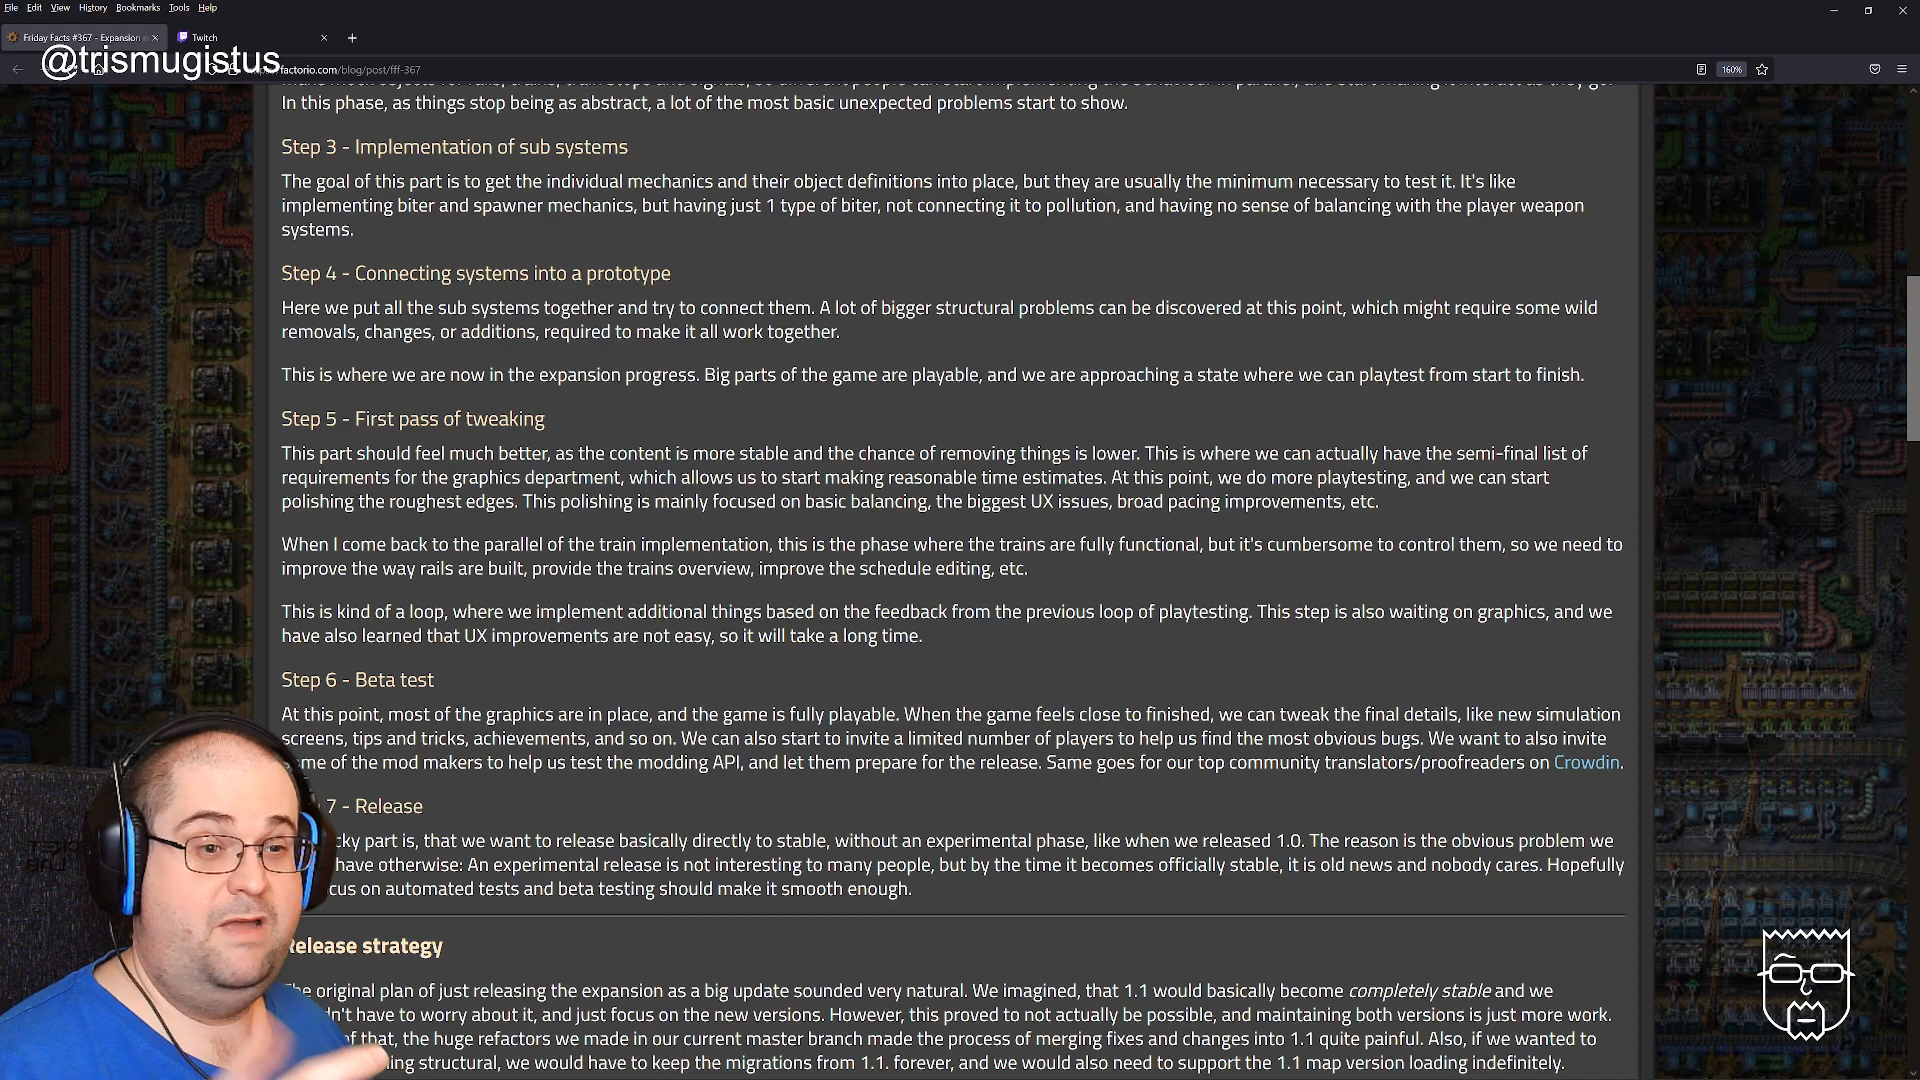 File Edit View History Bookmarks Tools Help
Friday Facts #367 - Expansion
Twitch
@trismugistus
factorio.com/blog/post/fff-367
160%
In this phase, as things stop being as abstract, a lot of the most basic unexpected problems start to show.
Step 3 - Implementation of sub systems
The goal of this part is to get the individual mechanics and their object definitions into place, but they are usually the minimum necessary to test it. It's like
implementing biter and spawner mechanics, but having just 1 type of biter, not connecting it to pollution, and having no sense of balancing with the player weapon
systems.
Step 4 - Connecting systems into a prototype
Here we put all the sub systems together and try to connect them. A lot of bigger structural problems can be discovered at this point, which might require some wild
removals, changes, or additions, required to make it all work together.
This is where we are now in the expansion progress. Big parts of the game are playable, and we are approaching a state where we can playtest from start to finish.
Step 5 - First pass of tweaking
This part should feel much better, as the content is more stable and the chance of removing things is lower. This is where we can actually have the semi-final list of
requirements for the graphics department, which allows us to start making reasonable time estimates. At this point, we do more playtesting, and we can start
polishing the roughest edges. This polishing is mainly focused on basic balancing, the biggest UX issues, broad pacing improvements, etc.
When I come back to the parallel of the train implementation, this is the phase where the trains are fully functional, but it's cumbersome to control them, so we need to
improve the way rails are built, provide the trains overview, improve the schedule editing, etc.
This is kind of a loop, where we implement additional things based on the feedback from the previous loop of playtesting. This step is also waiting on graphics, and we
have also learned that UX improvements are not easy, so it will take a long time.
Step 6 - Beta test
At this point, most of the graphics are in place, and the game is fully playable. When the game feels close to finished, we can tweak the final details, like new simulation
screens, tips and tricks, achievements, and so on. We can also start to invite a limited number of players to help us find the most obvious bugs. We want to also invite
me of the mod makers to help us test the modding API, and let them prepare for the release. Same goes for our top community translators/proofreaders on Crowdin.
7 - Release
cky part is, that we want to release basically directly to stable, without an experimental phase, like when we released 1.0. The reason is the obvious problem we
have otherwise: An experimental release is not interesting to many people, but by the time it becomes officially stable, it is old news and nobody cares. Hopefully
cus on automated tests and beta testing should make it smooth enough.
Release strategy
The original plan of just releasing the expansion as a big update sounded very natural. We imagined, that 1.1 would basically become completely stable and we
n't have to worry about it, and just focus on the new versions. However, this proved to not actually be possible, and maintaining both versions is just more work.
of that, the huge refactors we made in our current master branch made the process of merging fixes and changes into 1.1 quite painful. Also, if we wanted to
ing structural, we would have to keep the migrations from 1.1. forever, and we would also need to support the 1.1 map version loading indefinitely.